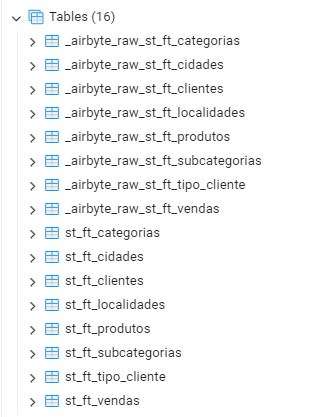 Tables (16)
_airbyte_raw_st_ft_categorias
_airbyte_raw_st_ft_cidades
_airbyte_raw_st_ft_clientes
_airbyte_raw_st_ft_localidades
_airbyte_raw_st_ft_produtos
_airbyte_raw_st_ft_subcategorias
_airbyte_raw_st_ft_tipo_cliente
_airbyte_raw_st_ft_vendas
st_ft_categorias
st_ft_cidades
st_ft_clientes
st_ft_localidades
st_ft_produtos
st_ft_subcategorias
st_ft_tipo_cliente
st_ft_vendas